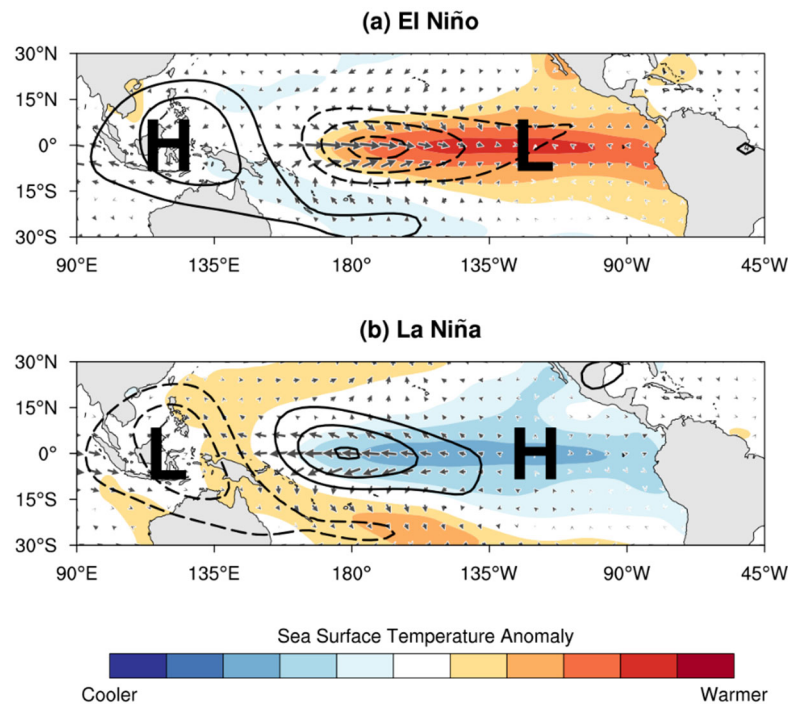 (a) El Niño
30°N
15°N
H
L
0°
15°S
30°S
90°E 135°E 180° 135°W 90°W 45°W
(b) La Niña
30°N
15°N
L
H
0°
15°S
30°S
90°E 135°E 180° 135°W 90°W 45°W
Sea Surface Temperature Anomaly
Cooler Warmer